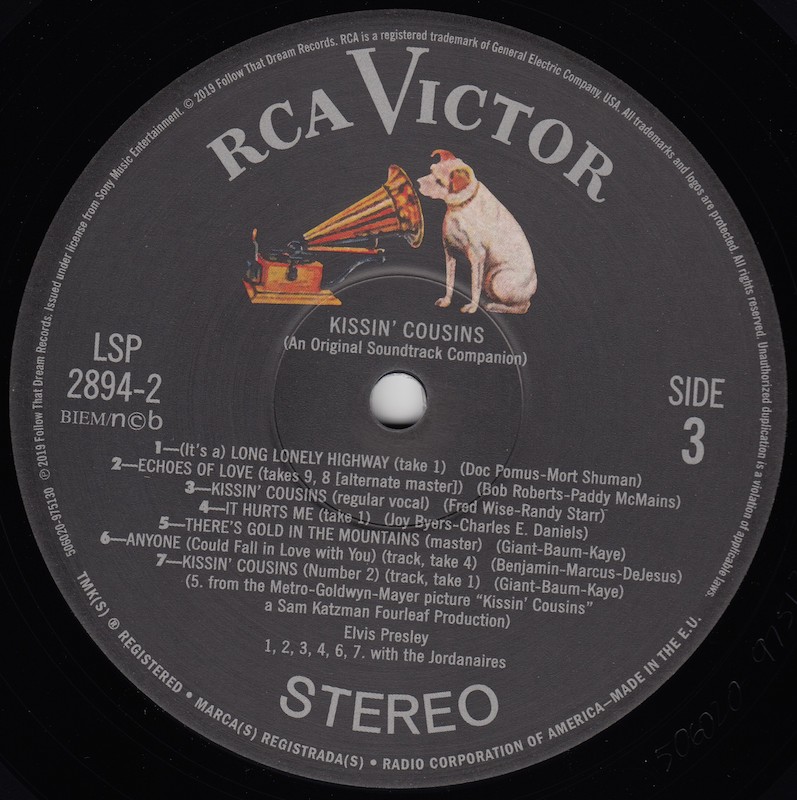 ℗ 2019 Follow That Dream Records. Issued under license from Sony Music Entertainment. © 2019 Follow That Dream Records. RCA is a registered trademark of General Electric Company, USA. All trademarks and logos are protected. All rights reserved. Unauthorized duplication is a violation of applicable laws.
RCA VICTOR
KISSIN' COUSINS
(An Original Soundtrack Companion)
LSP
2894-2
BIEM/n©b
SIDE
3
1—(It's a) LONG LONELY HIGHWAY (take 1) (Doc Pomus-Mort Shuman)
2—ECHOES OF LOVE (takes 9, 8 [alternate master]) (Bob Roberts-Paddy McMains)
3—KISSIN' COUSINS (regular vocal) (Fred Wise-Randy Starr)
4—IT HURTS ME (take 1) (Joy Byers-Charles E. Daniels)
5—THERE'S GOLD IN THE MOUNTAINS (master) (Giant-Baum-Kaye)
6—ANYONE (Could Fall in Love with You) (track, take 4) (Benjamin-Marcus-DeJesus)
7—KISSIN' COUSINS (Number 2) (track, take 1) (Giant-Baum-Kaye)
(5. from the Metro-Goldwyn-Mayer picture "Kissin' Cousins"
a Sam Katzman Fourleaf Production)
Elvis Presley
1, 2, 3, 4, 6, 7. with the Jordanaires
STEREO
506020-975130
TMK(S) ® REGISTERED • MARCA(S) REGISTRADA(S) • RADIO CORPORATION OF AMERICA—MADE IN THE E.U.